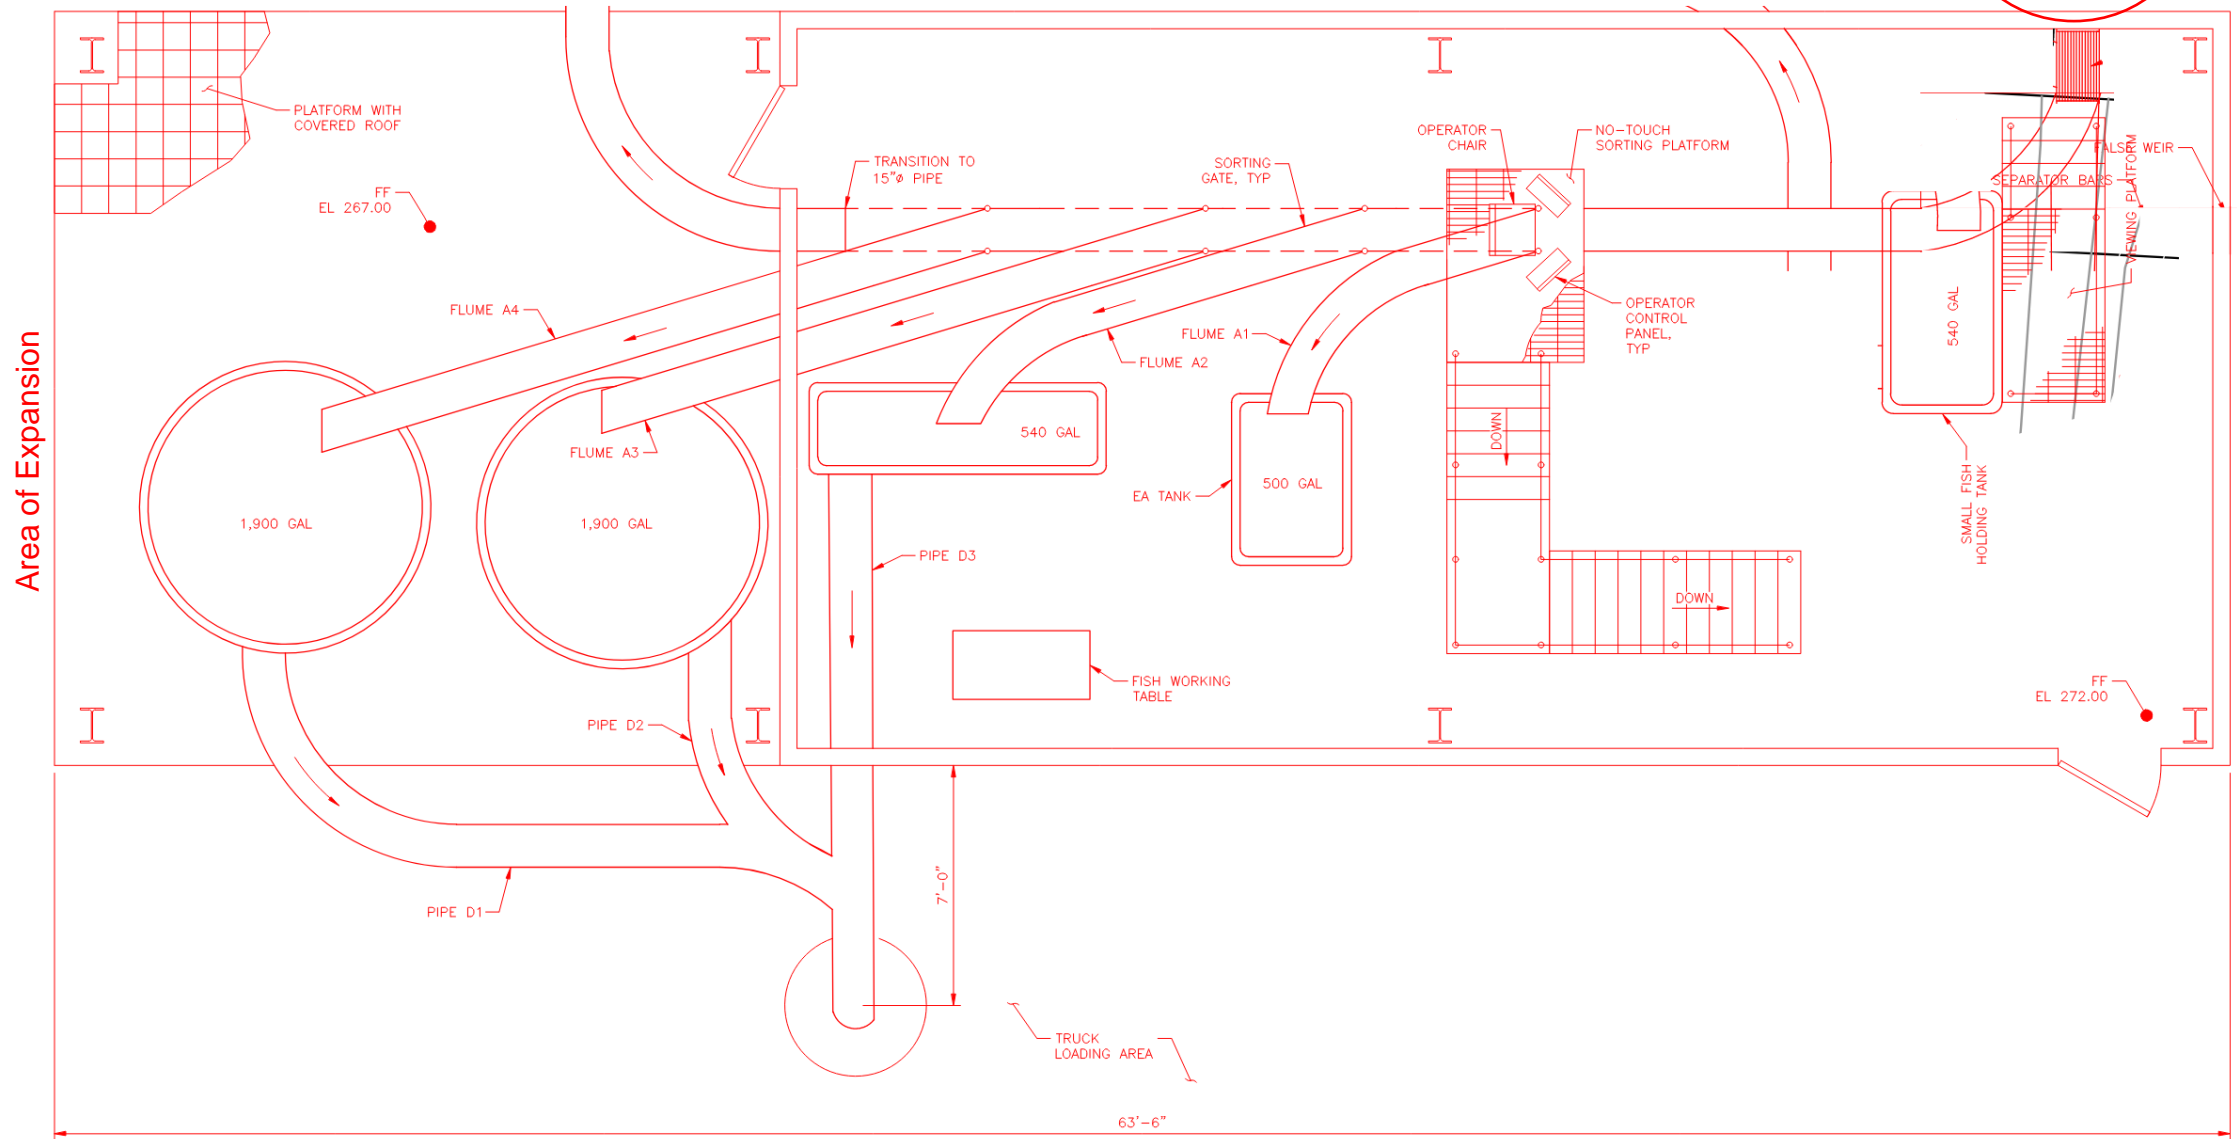 PLATFORM WITH
COVERED ROOF
FF
EL 267.00
TRANSITION TO
15"ø PIPE
SORTING
GATE, TYP
OPERATOR
CHAIR
NO-TOUCH
SORTING PLATFORM
WEIR
SEPARATOR BARS
VIEWING PLATFORM
OPERATOR
CONTROL
PANEL,
TYP
540 GAL
FLUME A4
FLUME A1
FLUME A2
FLUME A3
540 GAL
500 GAL
EA TANK
DOWN
SMALL FISH
HOLDING TANK
Area of Expansion
1,900 GAL
1,900 GAL
PIPE D3
DOWN
FISH WORKING
TABLE
FF
EL 272.00
PIPE D2
PIPE D1
7'-0"
TRUCK
LOADING AREA
63'-6"